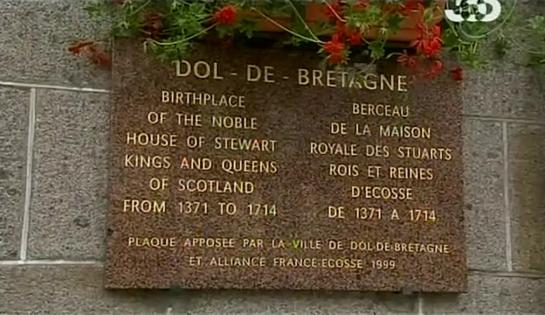 DOL - DE - BRETAGNE
BIRTHPLACE
OF THE NOBLE
HOUSE OF STEWART
KINGS AND QUEENS
OF SCOTLAND
FROM 1371 TO 1714
BERCEAU
DE LA MAISON
ROYALE DES STUARTS
ROIS ET REINES
D'ECOSSE
DE 1371 A 1714
PLAQUE APPOSEE PAR LA VILLE DE DOL-DE-BRETAGNE
ET ALLIANCE FRANCE-ECOSSE 1999